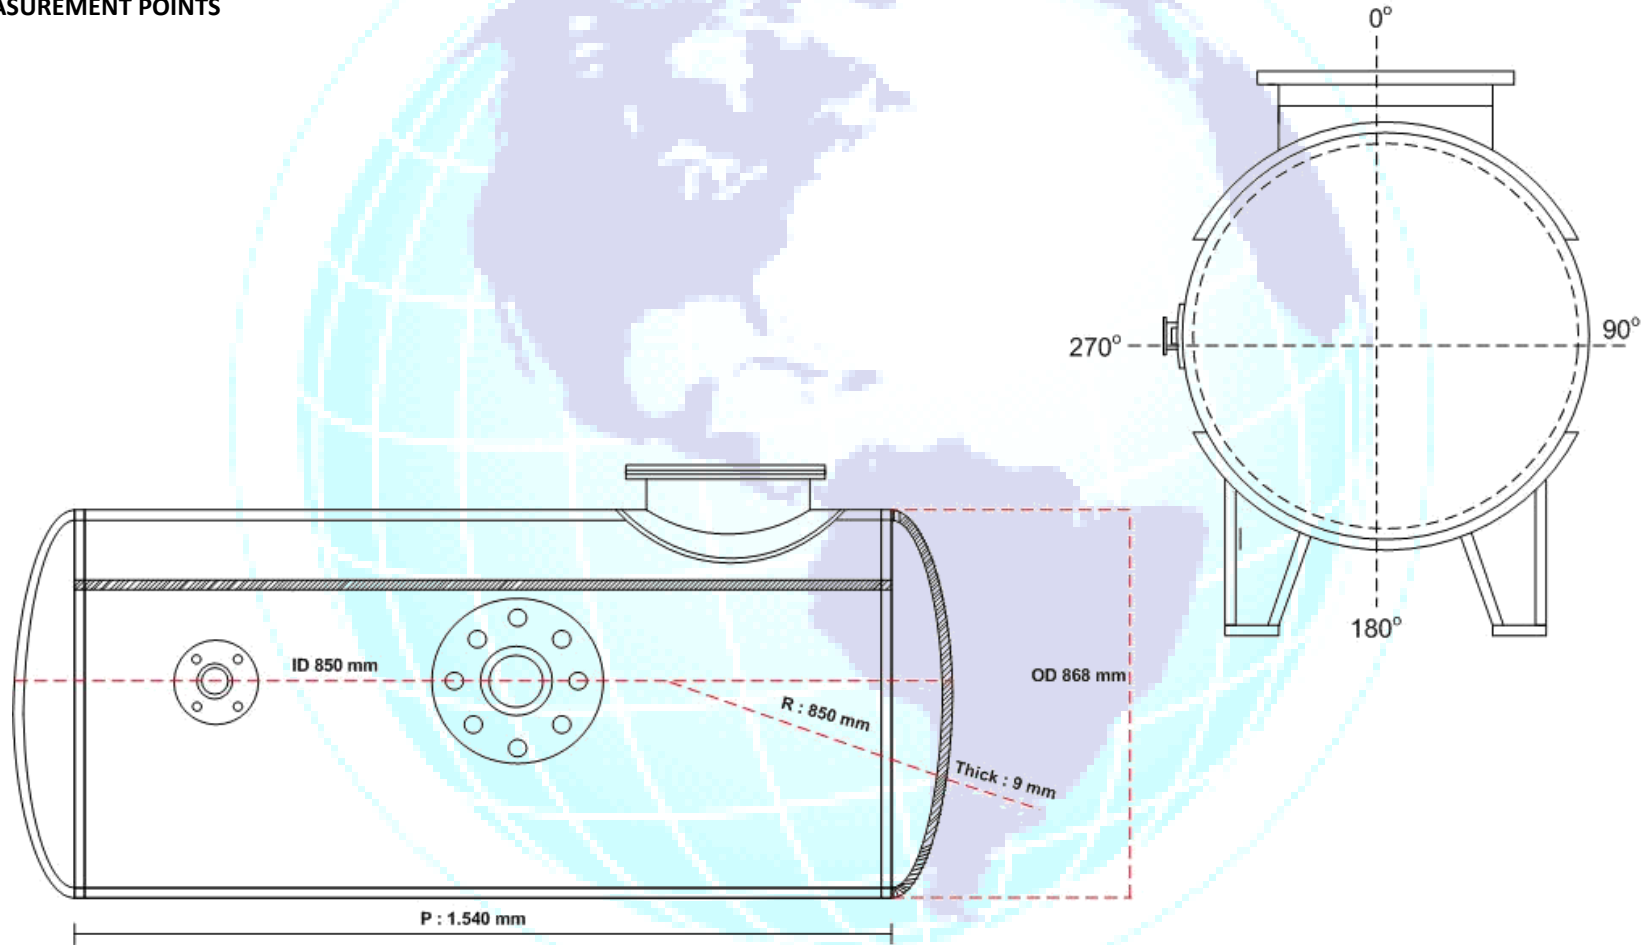 ASUREMENT POINTS
0°
270°
90°
180°
ID 850 mm
OD 868 mm
R : 850 mm
Thick : 9 mm
P : 1.540 mm